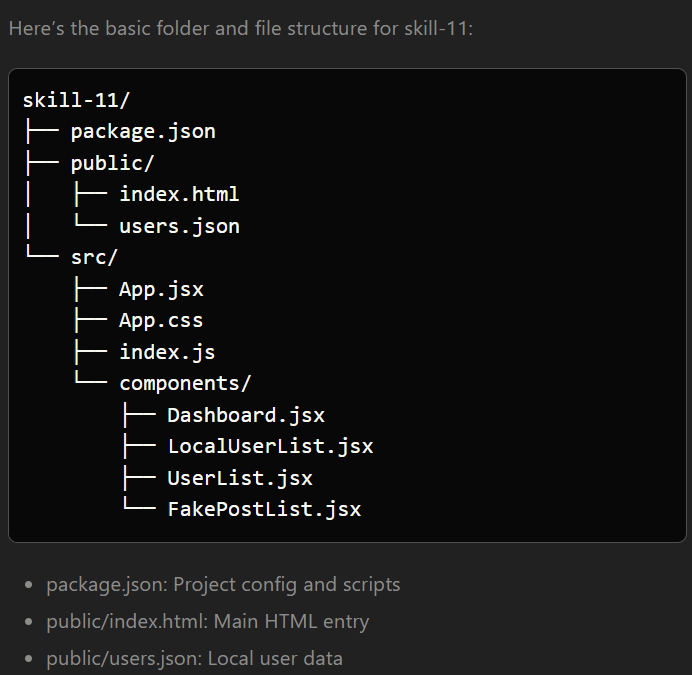 Here’s the basic folder and file structure for skill-11:
skill-11/
├── package.json
├── public/
│   ├── index.html
│   └── users.json
└── src/
    ├── App.jsx
    ├── App.css
    ├── index.js
    └── components/
        ├── Dashboard.jsx
        ├── LocalUserList.jsx
        ├── UserList.jsx
        └── FakePostList.jsx
• package.json: Project config and scripts
• public/index.html: Main HTML entry
• public/users.json: Local user data